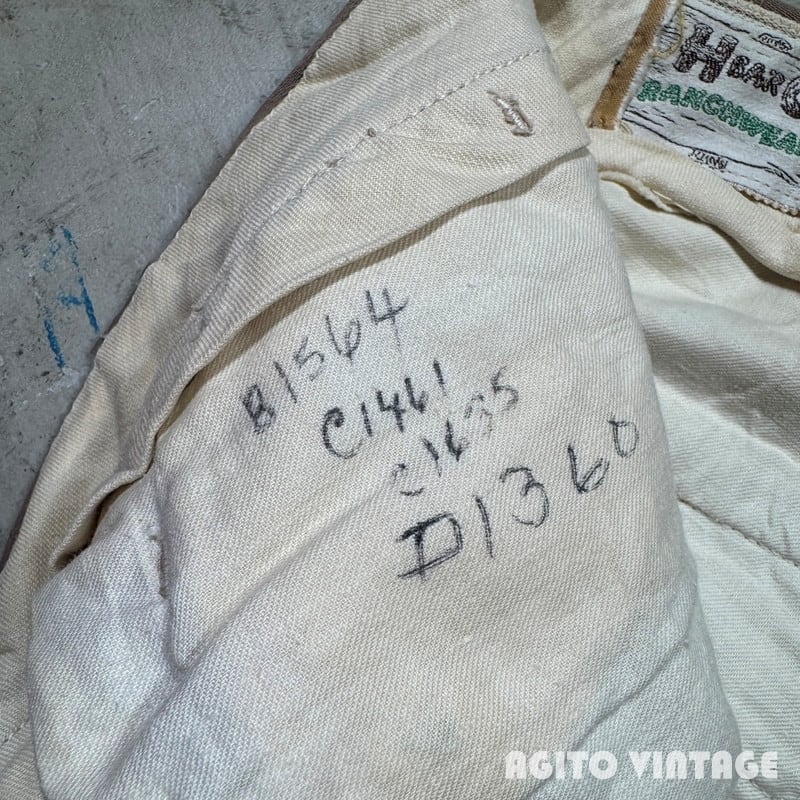 H BAR C
RANCHWEAR
B1564
C1461
C1635
D1360
AGITO VINTAGE